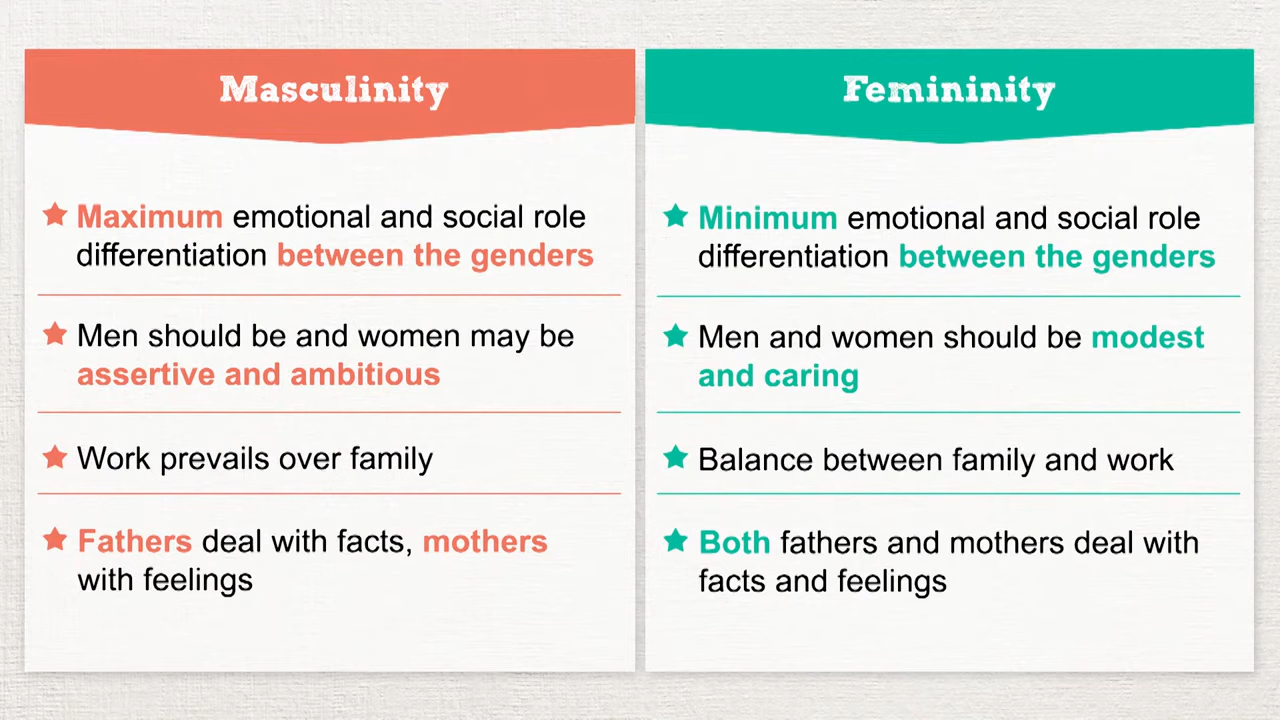 Masculinity
Maximum emotional and social role
differentiation between the genders
Men should be and women may be
assertive and ambitious
Work prevails over family
Fathers deal with facts, mothers
with feelings
Femininity
Minimum emotional and social role
differentiation between the genders
Men and women should be modest
and caring
Balance between family and work
Both fathers and mothers deal with
facts and feelings